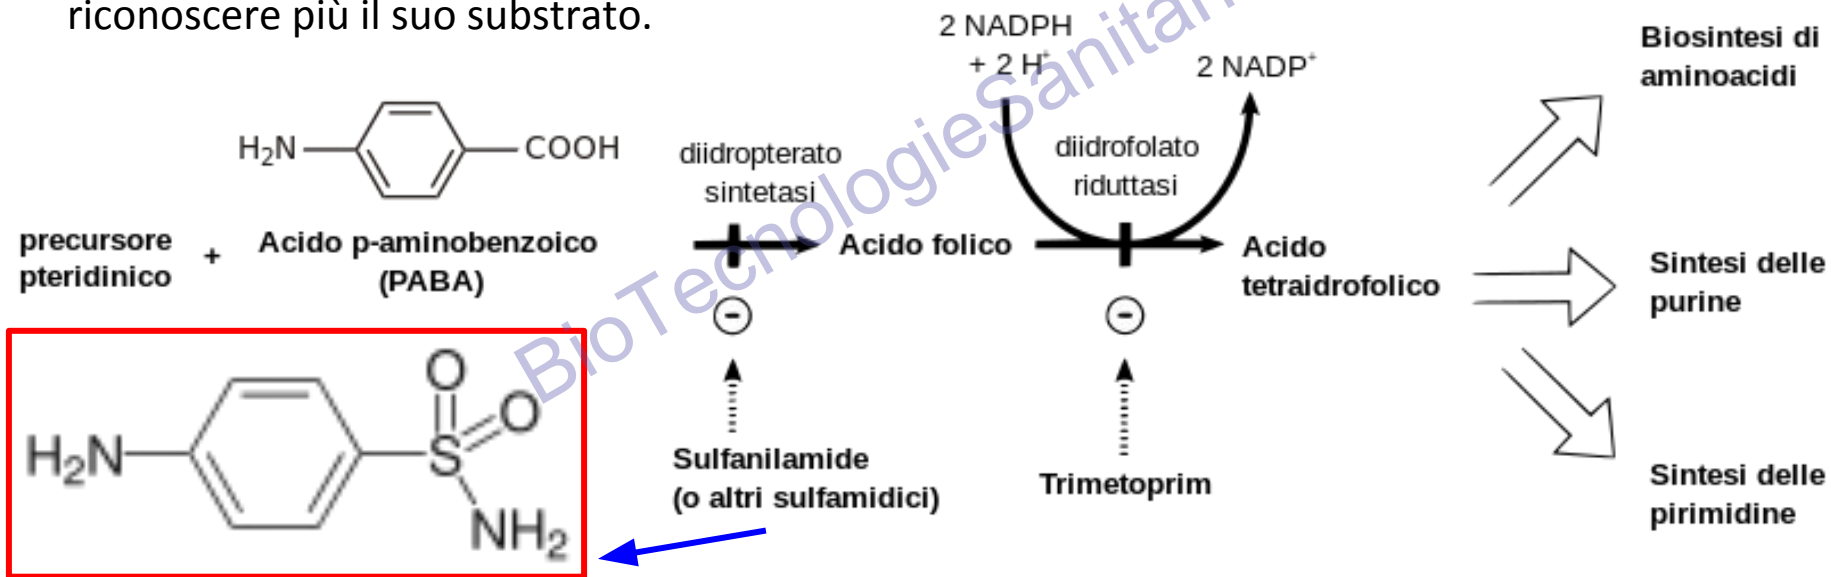 riconoscere più il suo substrato.
2 NADPH
+ 2 H+
2 NADP+
Biosintesi di
aminoacidi
H2N
COOH
diidropterato
sintetasi
diidrofolato
riduttasi
precursore
pteridinico
+
Acido p-aminobenzoico
(PABA)
Acido folico
Acido
tetraidrofolico
Sintesi delle
purine
-
-
H2N
O
O
S
NH2
Sulfanilamide
(o altri sulfamidici)
Trimetoprim
Sintesi delle
pirimidine